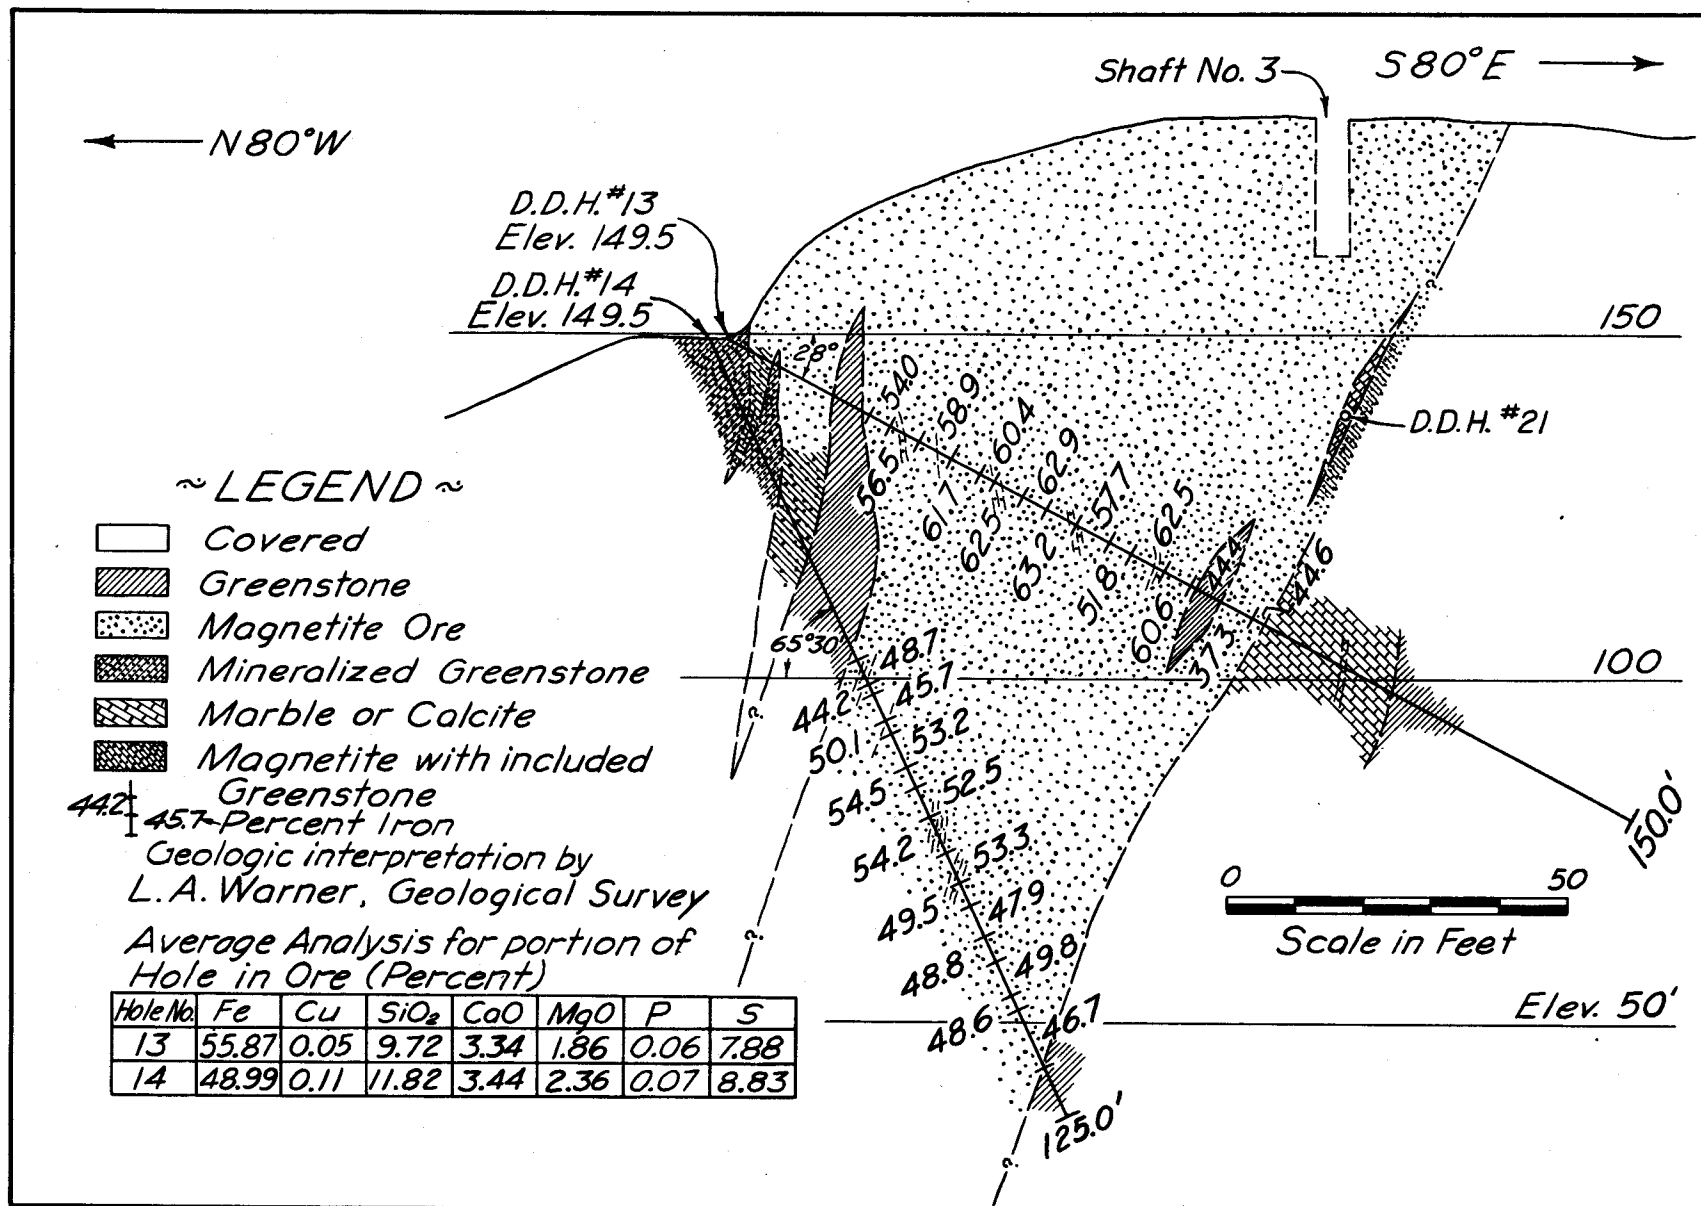 Shaft No. 3
S80°E
N80°W
D.D.H.#13
Elev. 149.5
D.D.H.#14
Elev. 149.5
150
28°
54.0
58.9
60.4
62.9
57.7
62.5
44.4
44.6
56.5
61.7
62.5
63.2
51.8
60.6
37.3
D.D.H. #21
~ LEGEND ~
Covered
Greenstone
Magnetite Ore
Mineralized Greenstone
Marble or Calcite
Magnetite with included
Greenstone
44.2
45.7 Percent Iron
Geologic interpretation by
L.A. Warner, Geological Survey
65°30'
100
48.7
45.7
53.2
52.5
53.3
47.9
49.8
46.7
44.2
50.1
54.5
54.2
49.5
48.8
48.6
125.0'
150.0'
0 50
Scale in Feet
Elev. 50'
?
?
?
?
Average Analysis for portion of
Hole in Ore (Percent)
Hole No. Fe Cu SiO₂ CaO MgO P S
13 55.87 0.05 9.72 3.34 1.86 0.06 7.88
14 48.99 0.11 11.82 3.44 2.36 0.07 8.83